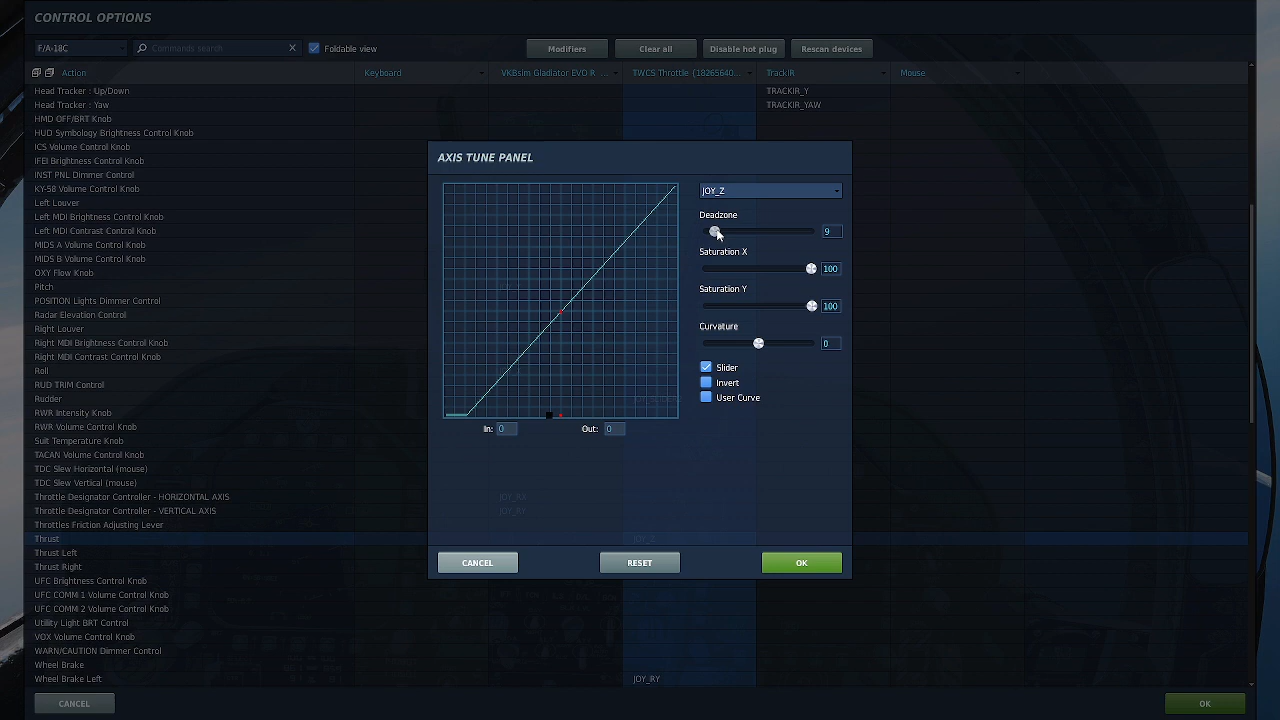 CONTROL OPTIONS
F/A-18C
Commands search
Foldable view
Modifiers
Clear all
Disable hot plug
Rescan devices
Action
Keyboard
VKBsim Gladiator EVO R ...
TWCS Throttle {18265640...
TrackIR
Mouse
Head Tracker : Up/Down
TRACKIR_Y
Head Tracker : Yaw
TRACKIR_YAW
HMD OFF/BRT Knob
HUD Symbology Brightness Control Knob
ICS Volume Control Knob
IFEI Brightness Control Knob
INST PNL Dimmer Control
KY-58 Volume Control Knob
Left Louver
Left MDI Brightness Control Knob
Left MDI Contrast Control Knob
MIDS A Volume Control Knob
MIDS B Volume Control Knob
OXY Flow Knob
Pitch
POSITION Lights Dimmer Control
Radar Elevation Control
Right Louver
Right MDI Brightness Control Knob
Right MDI Contrast Control Knob
Roll
RUD TRIM Control
Rudder
RWR Intensity Knob
RWR Volume Control Knob
Suit Temperature Knob
TACAN Volume Control Knob
TDC Slew Horizontal (mouse)
TDC Slew Vertical (mouse)
Throttle Designator Controller - HORIZONTAL AXIS
JOY_RX
Throttle Designator Controller - VERTICAL AXIS
JOY_RY
Throttles Friction Adjusting Lever
Thrust
JOY_Z
Thrust Left
Thrust Right
UFC Brightness Control Knob
UFC COMM 1 Volume Control Knob
UFC COMM 2 Volume Control Knob
Utility Light BRT Control
VOX Volume Control Knob
WARN/CAUTION Dimmer Control
Wheel Brake
Wheel Brake Left
JOY_RY
AXIS TUNE PANEL
JOY_Z
Deadzone
9
Saturation X
100
Saturation Y
100
Curvature
0
Slider
Invert
User Curve
In: 0
Out: 0
CANCEL
RESET
OK
CANCEL
OK